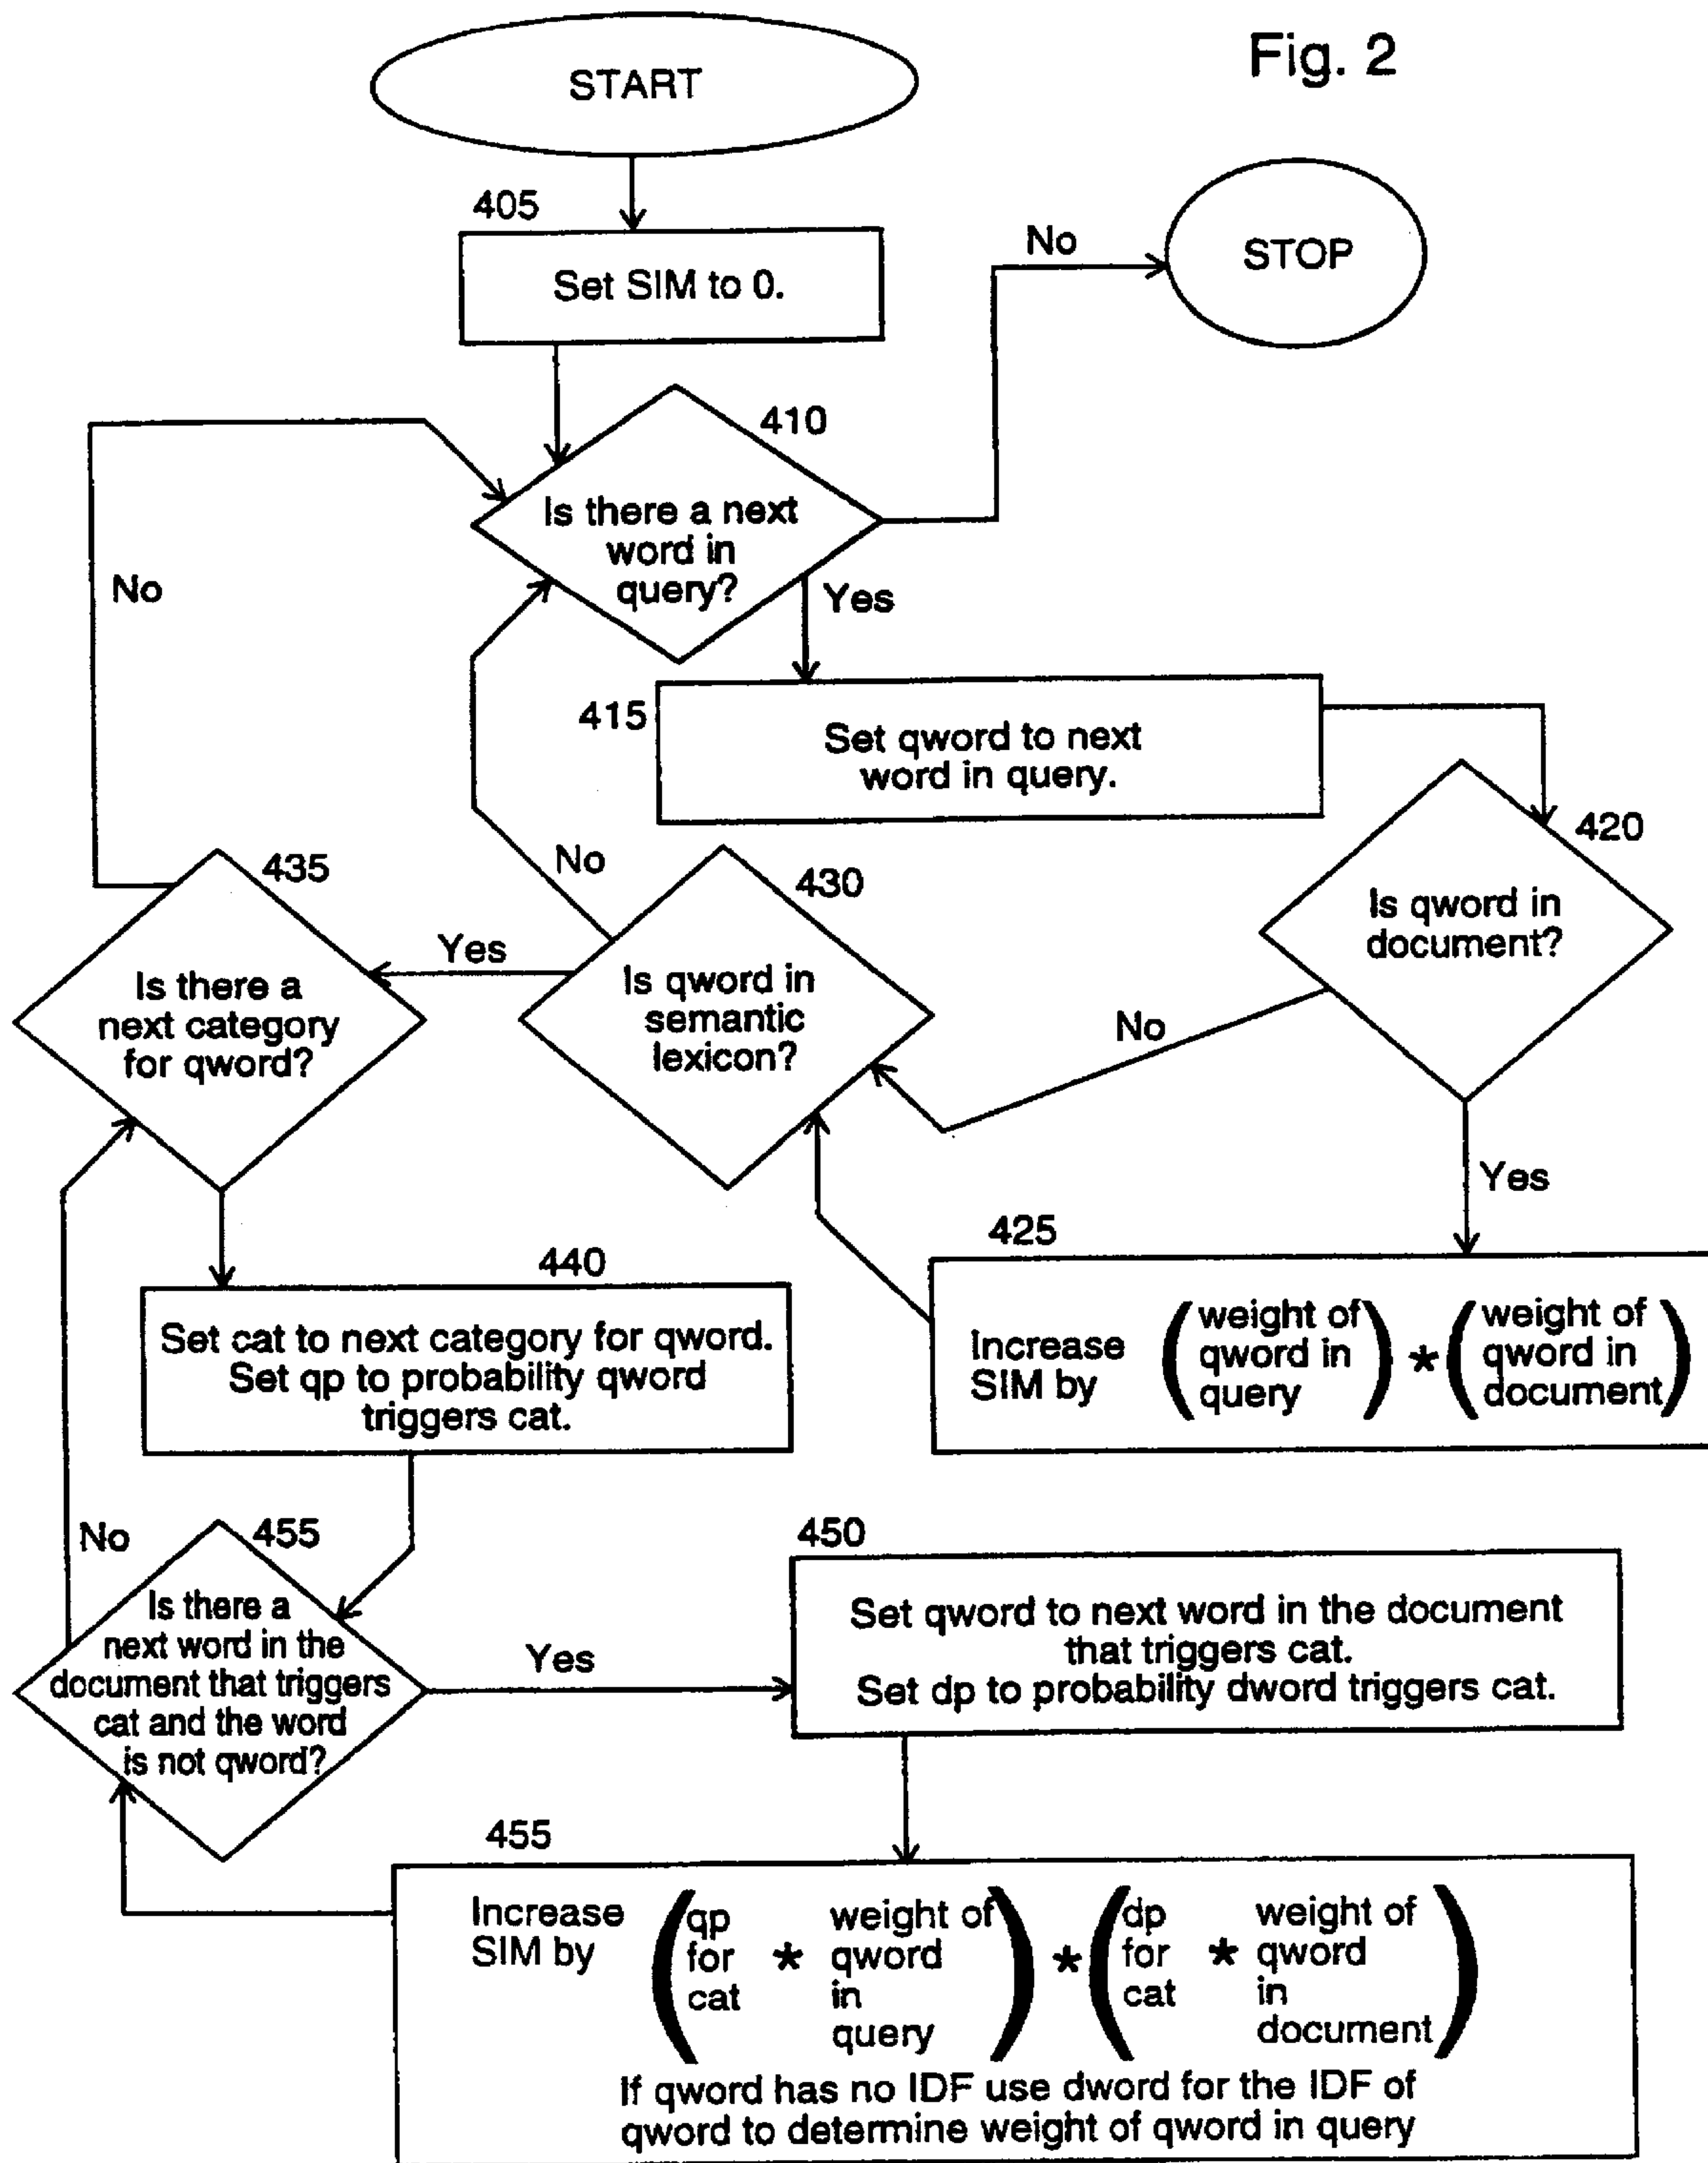 Fig. 2
START
405
Set SIM to 0.
No
STOP
410
Is there a next
word in
query?
No
Yes
415
Set qword to next
word in query.
420
Is qword in
document?
No
Yes
430
Is qword in
semantic
lexicon?
No
Yes
435
Is there a
next category
for qword?
425
Increase
SIM by
(weight of
qword in
query)
*
(weight of
qword in
document)
440
Set cat to next category for qword.
Set qp to probability qword
triggers cat.
No
455
Is there a
next word in the
document that triggers
cat and the word
is not qword?
Yes
450
Set qword to next word in the document
that triggers cat.
Set dp to probability dword triggers cat.
455
Increase
SIM by
(qp
for
cat
*
weight of
qword
in
query)
*
(dp
for
cat
*
weight of
qword
in
document)
If qword has no IDF use dword for the IDF of
qword to determine weight of qword in query